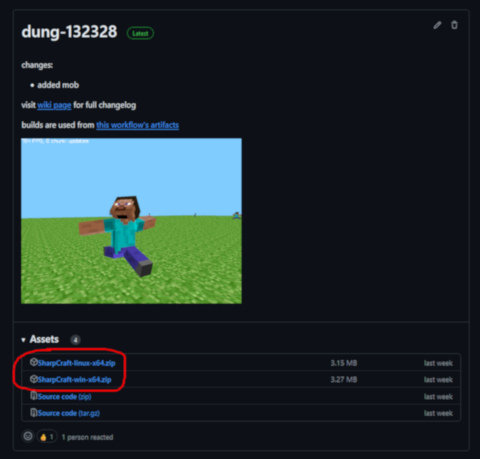 dung-132328 Latest
changes:
• added mob
visit wiki page for full changelog
builds are used from this workflow's artifacts
Assets 4
SharpCraft-linux-x64.zip 3.15 MB last week
SharpCraft-win-x64.zip 3.27 MB last week
Source code (zip) last week
Source code (tar.gz) last week
1 1 person reacted